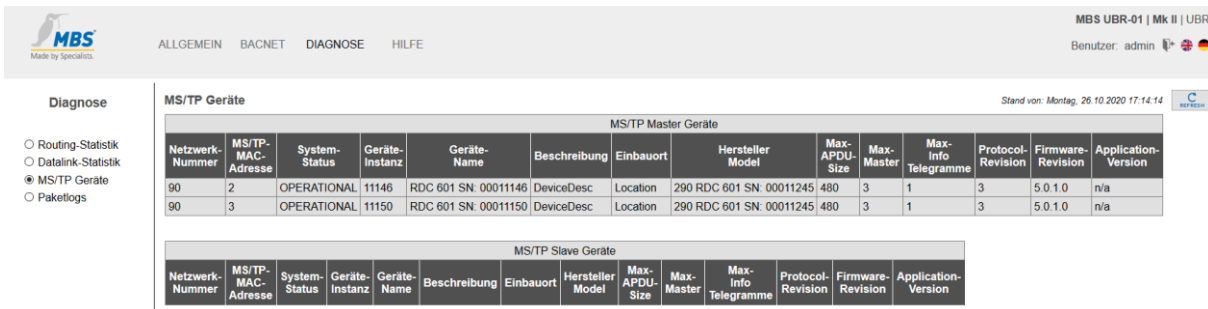 MBS UBR-01 | Mk II | UBR
MBS
Made by Specialists.
ALLGEMEIN BACNET DIAGNOSE HILFE
Benutzer: admin
Diagnose
Routing-Statistik
Datalink-Statistik
MS/TP Geräte
Paketlogs
MS/TP Geräte
Stand von: Montag, 26.10.2020 17:14:14
REFRESH
MS/TP Master Geräte
Netzwerk-Nummer MS/TP-MAC-Adresse System-Status Geräte-Instanz Geräte-Name Beschreibung Einbauort Hersteller Model Max-APDU-Size Max-Master Max-Info Telegramme Protocol-Revision Firmware-Revision Application-Version
90 2 OPERATIONAL 11146 RDC 601 SN: 00011146 DeviceDesc Location 290 RDC 601 SN: 00011245 480 3 1 3 5.0.1.0 n/a
90 3 OPERATIONAL 11150 RDC 601 SN: 00011150 DeviceDesc Location 290 RDC 601 SN: 00011245 480 3 1 3 5.0.1.0 n/a
MS/TP Slave Geräte
Netzwerk-Nummer MS/TP-MAC-Adresse System-Status Geräte-Instanz Geräte-Name Beschreibung Einbauort Hersteller Model Max-APDU-Size Max-Master Max-Info Telegramme Protocol-Revision Firmware-Revision Application-Version